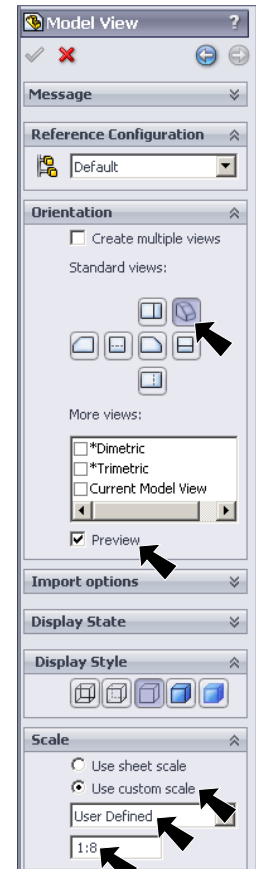 Model View ?
Message
Reference Configuration
Default
Orientation
Create multiple views
Standard views:
More views:
*Dimetric
*Trimetric
Current Model View
Preview
Import options
Display State
Display Style
Scale
Use sheet scale
Use custom scale
User Defined
1:8